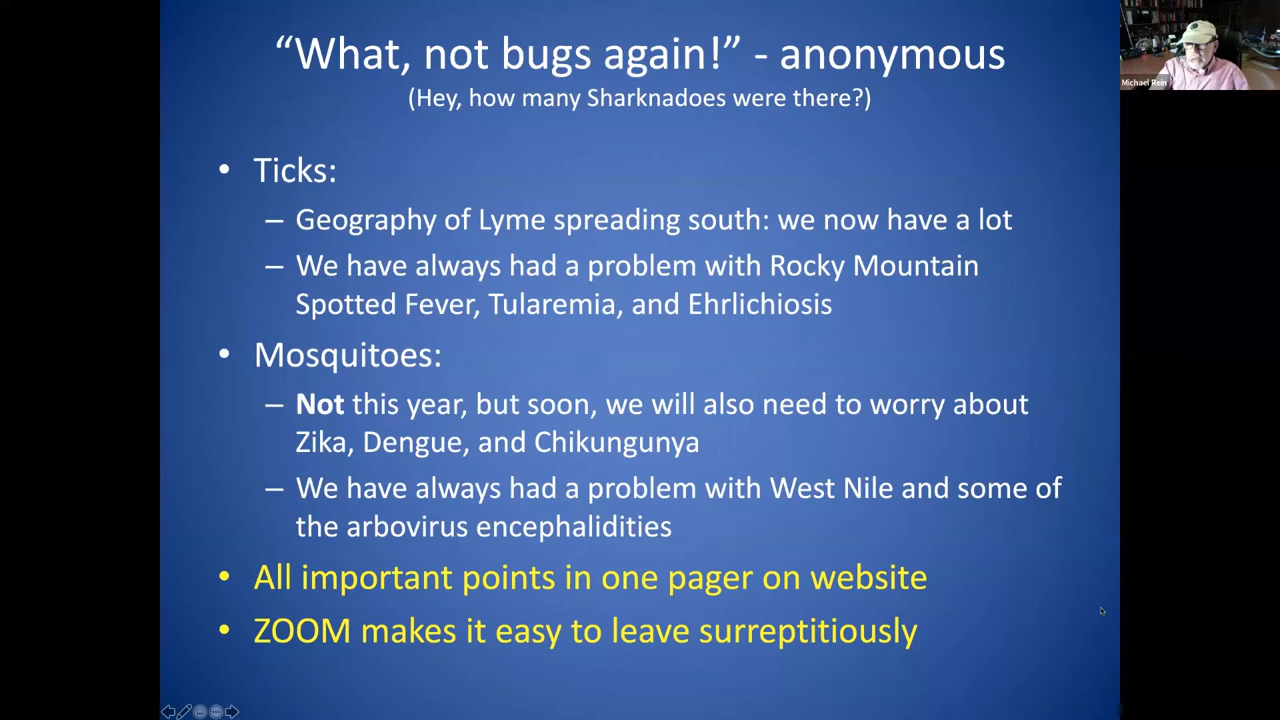 “What, not bugs again!” - anonymous
(Hey, how many Sharknadoes were there?)
Michael Rein
• Ticks:
– Geography of Lyme spreading south: we now have a lot
– We have always had a problem with Rocky Mountain
Spotted Fever, Tularemia, and Ehrlichiosis
• Mosquitoes:
– Not this year, but soon, we will also need to worry about
Zika, Dengue, and Chikungunya
– We have always had a problem with West Nile and some of
the arbovirus encephalidities
• All important points in one pager on website
• ZOOM makes it easy to leave surreptitiously